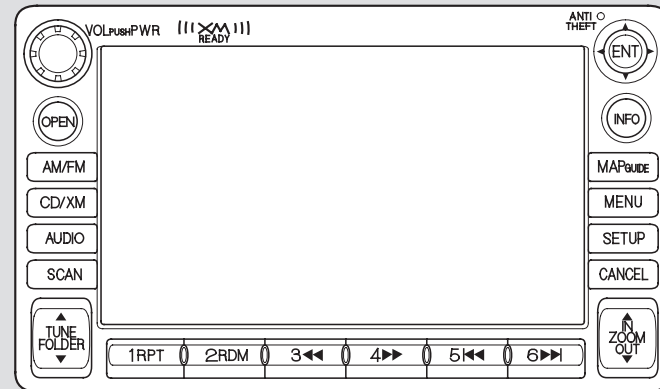 VOL PUSH PWR
XM
READY
ANTI
THEFT
ENT
OPEN
INFO
AM/FM
MAP GUIDE
CD/XM
MENU
AUDIO
SETUP
SCAN
CANCEL
TUNE
FOLDER
IN
ZOOM
OUT
1RPT
2RDM
3
4
5
6